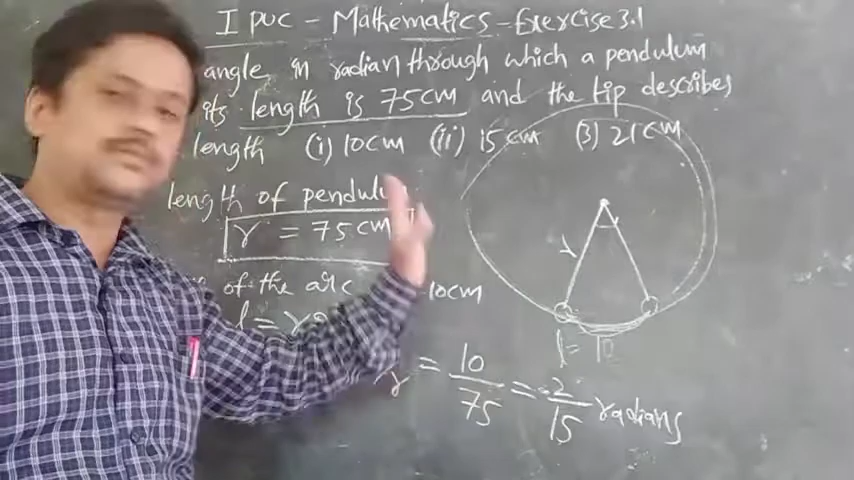 I PUC - Mathematics - Exercise 3.1
angle in radian through which a pendulum
its length is 75cm and the tip describes
length (i) 10cm (ii) 15cm (3) 21cm
length of pendulu
r = 75cm
of the arc 10cm
l = r
l = 10
r = 10/75 = 2/15 radians